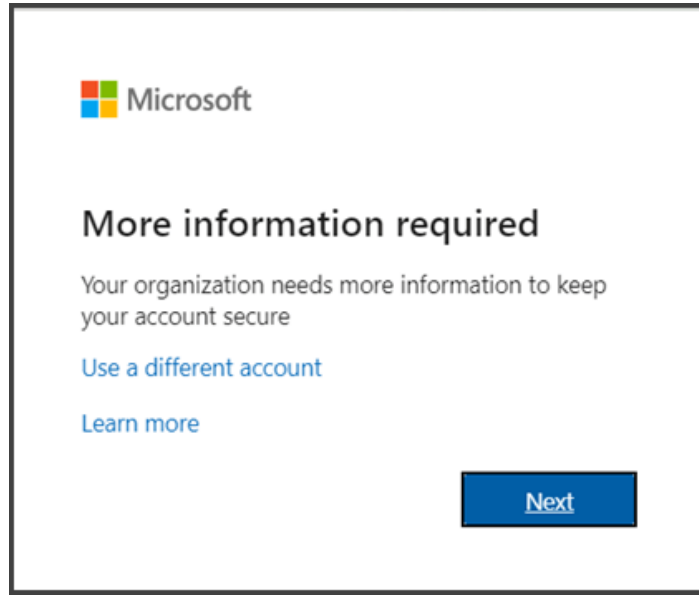 Microsoft
More information required
Your organization needs more information to keep
your account secure
Use a different account
Learn more
Next